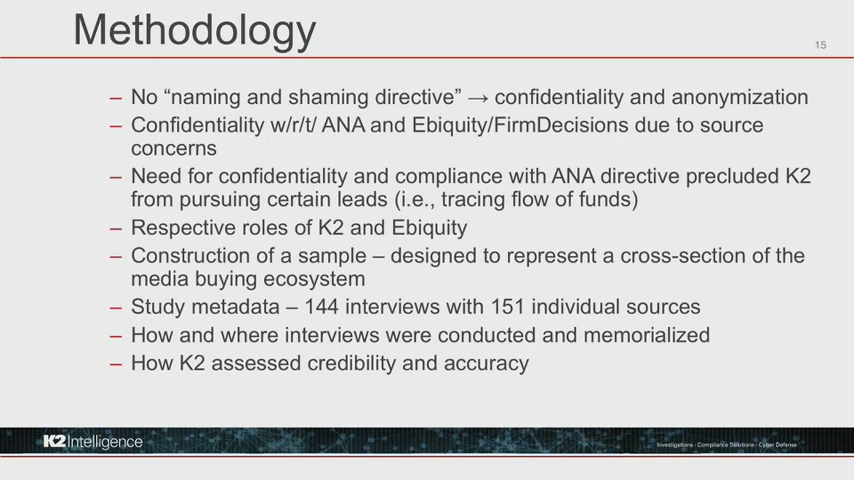 Methodology
15
– No “naming and shaming directive” → confidentiality and anonymization
– Confidentiality w/r/t/ ANA and Ebiquity/FirmDecisions due to source
concerns
– Need for confidentiality and compliance with ANA directive precluded K2
from pursuing certain leads (i.e., tracing flow of funds)
– Respective roles of K2 and Ebiquity
– Construction of a sample – designed to represent a cross-section of the
media buying ecosystem
– Study metadata – 144 interviews with 151 individual sources
– How and where interviews were conducted and memorialized
– How K2 assessed credibility and accuracy
K2Intelligence
Investigations · Compliance Solutions · Cyber Defense